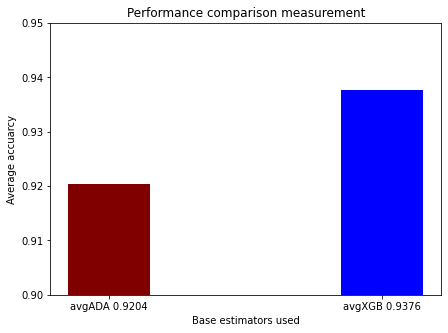 Performance comparison measurement
Average accuarcy
0.95
0.94
0.93
0.92
0.91
0.90
avgADA 0.9204
avgXGB 0.9376
Base estimators used